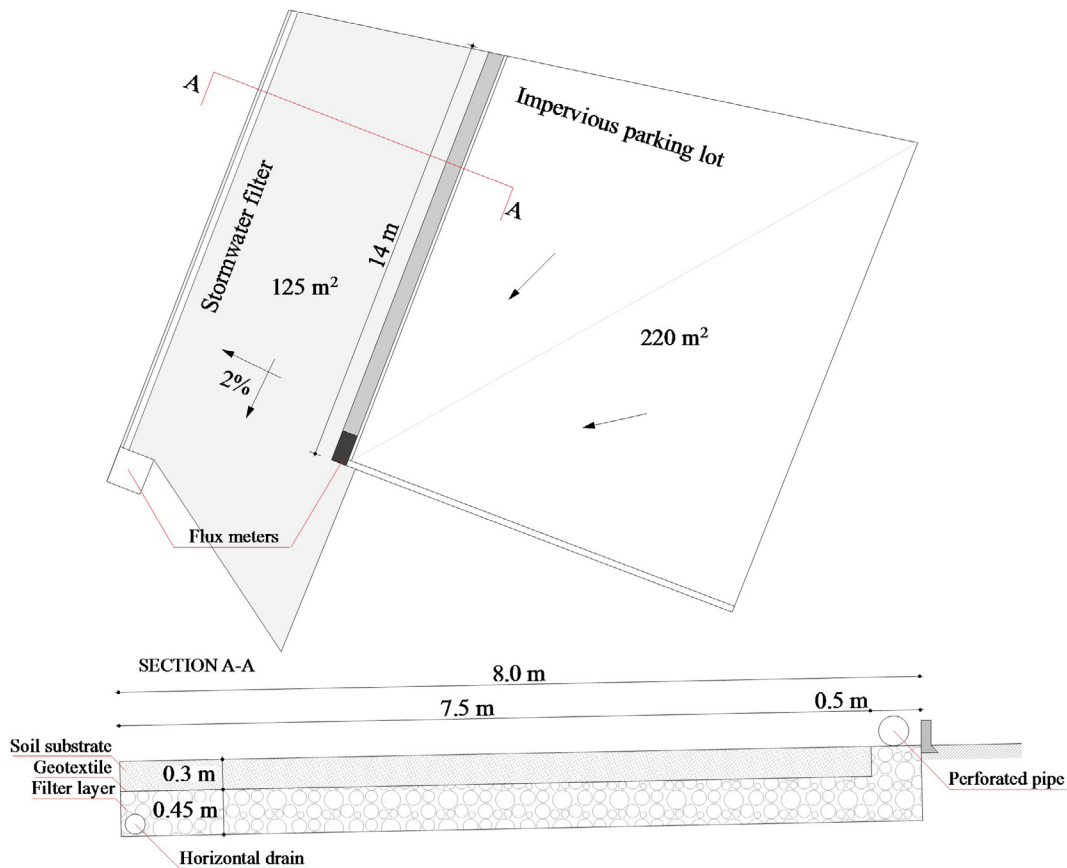 A
Impervious parking lot
A
Stormwater filter
14 m
125 m²
220 m²
2%
Flux meters
SECTION A-A
8.0 m
7.5 m
0.5 m
Soil substrate
Geotextile
0.3 m
Filter layer
0.45 m
Perforated pipe
Horizontal drain